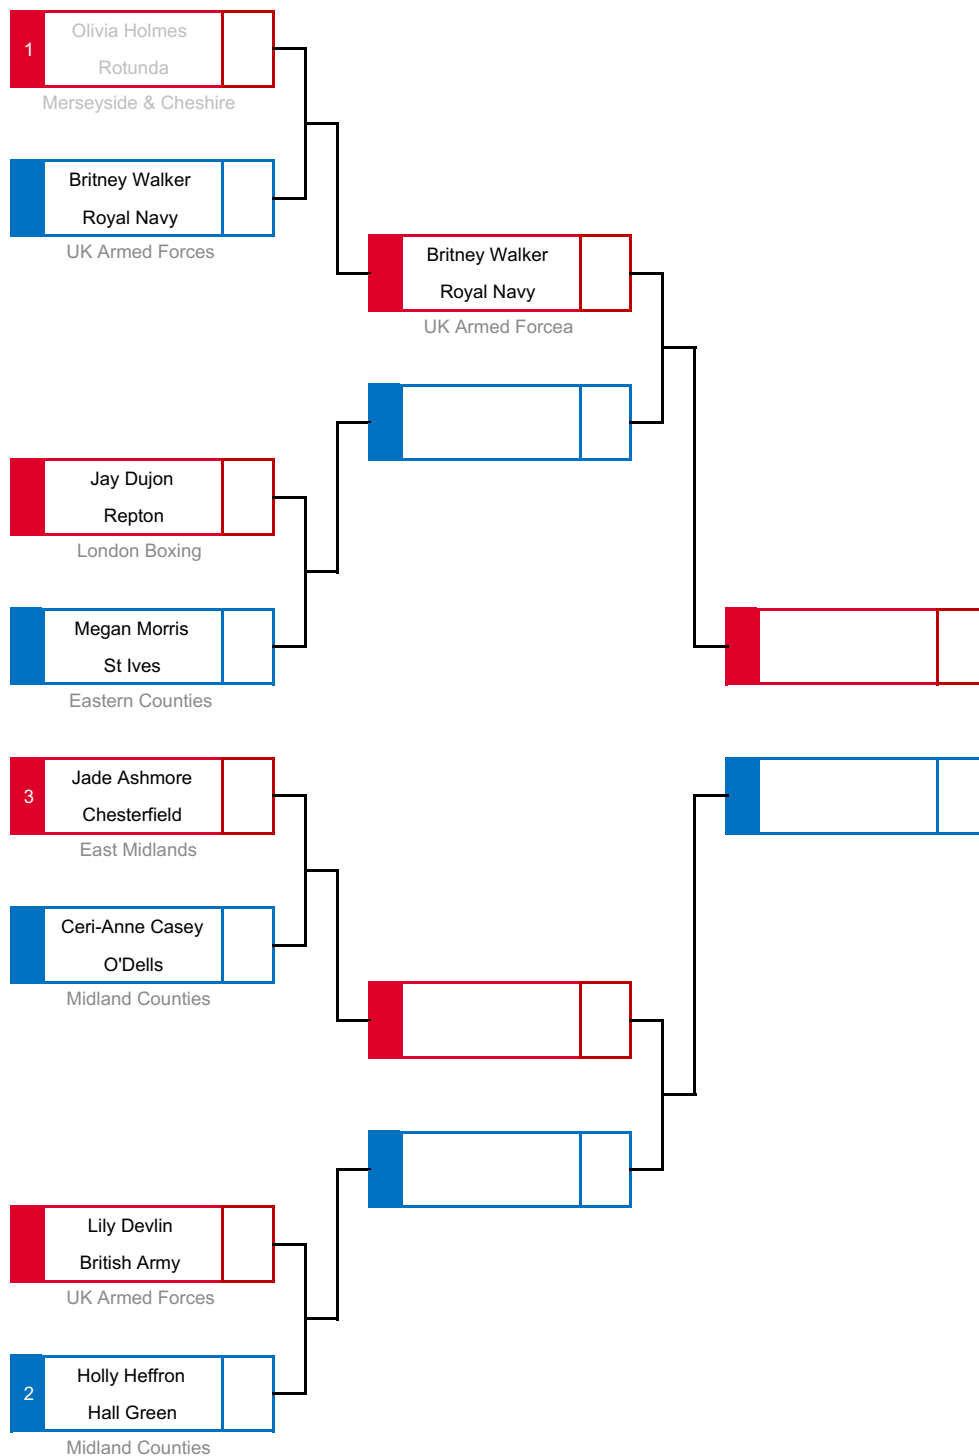 1
Olivia Holmes
Rotunda
Merseyside & Cheshire
Britney Walker
Royal Navy
UK Armed Forces
Britney Walker
Royal Navy
UK Armed Forcea
Jay Dujon
Repton
London Boxing
Megan Morris
St Ives
Eastern Counties
3
Jade Ashmore
Chesterfield
East Midlands
Ceri-Anne Casey
O'Dells
Midland Counties
Lily Devlin
British Army
UK Armed Forces
2
Holly Heffron
Hall Green
Midland Counties